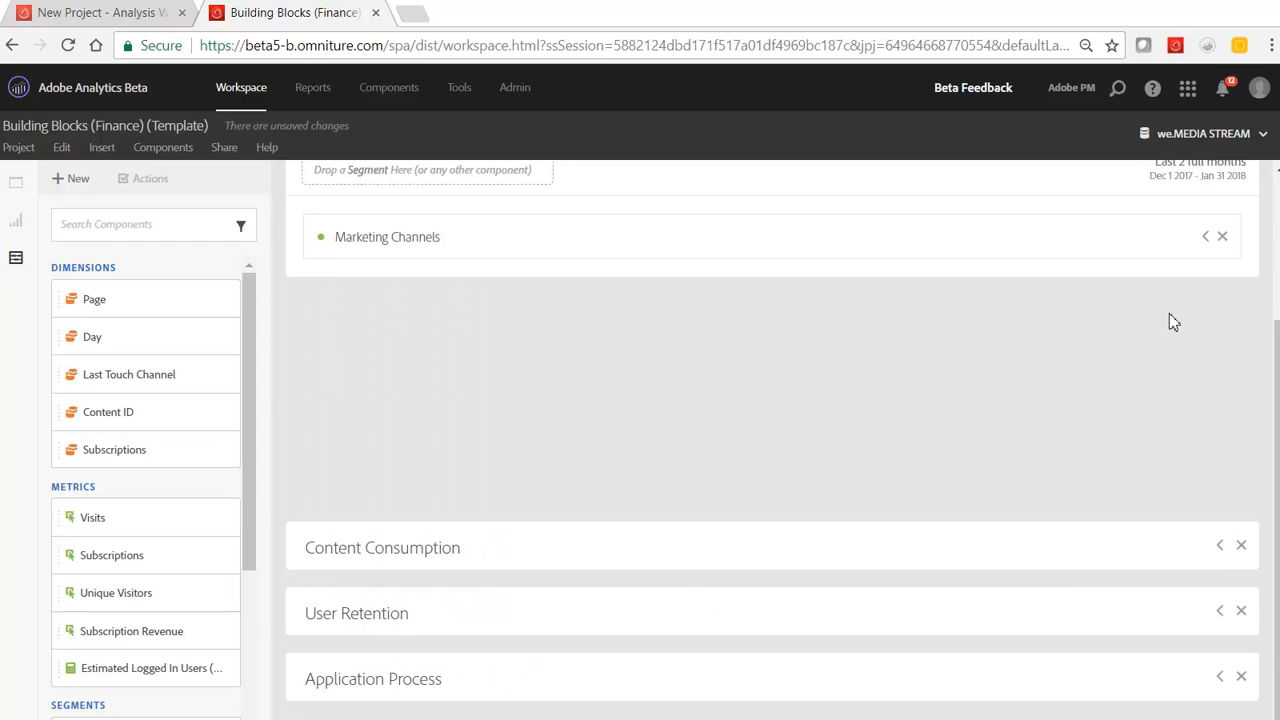 New Project - Analysis W
Building Blocks (Finance)
Secure
https://beta5-b.omniture.com/spa/dist/workspace.html?ssSession=5882124dbd171f517a01df4969bc187c&jpj=64964668770554&defaultLa...
Adobe Analytics Beta
Workspace
Reports
Components
Tools
Admin
Beta Feedback
Adobe PM
12
Building Blocks (Finance) (Template)
There are unsaved changes
we.MEDIA STREAM
Project
Edit
Insert
Components
Share
Help
New
Actions
Drop a Segment Here (or any other component)
Last 2 full months
Dec 1 2017 - Jan 31 2018
Search Components
Marketing Channels
DIMENSIONS
Page
Day
Last Touch Channel
Content ID
Subscriptions
METRICS
Visits
Subscriptions
Unique Visitors
Subscription Revenue
Estimated Logged In Users (...
SEGMENTS
Content Consumption
User Retention
Application Process